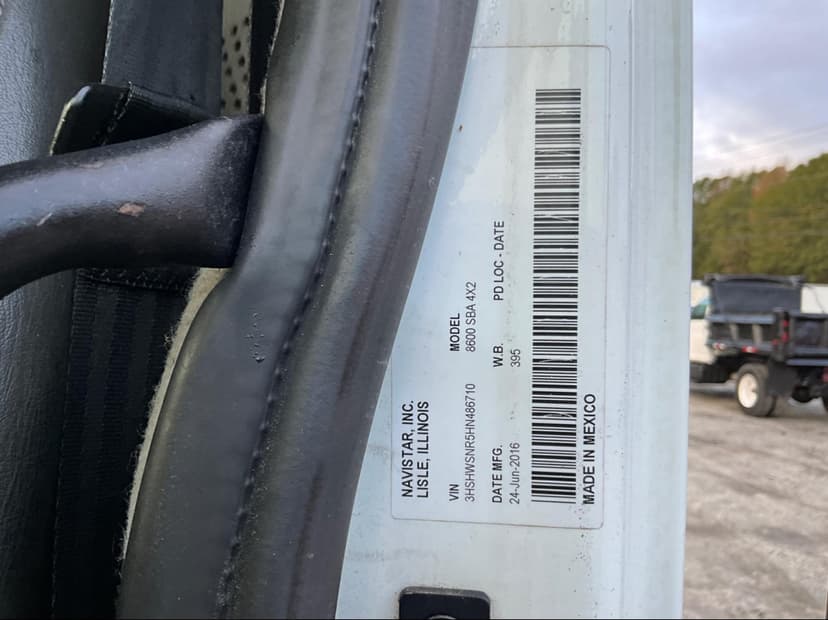 NAVISTAR, INC.
LISLE, ILLINOIS
VIN MODEL
3HSHWSNR5HN486710 8600 SBA 4X2
DATE MFG. W.B. PD LOC - DATE
24-Jun-2016 395
MADE IN MEXICO